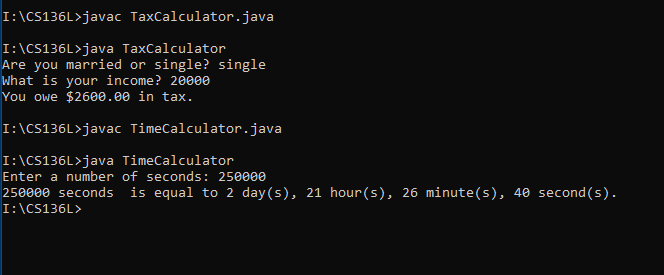 I:\CS136L>javac TaxCalculator.java
I:\CS136L>java TaxCalculator
Are you married or single? single
What is your income? 20000
You owe $2600.00 in tax.
I:\CS136L>javac TimeCalculator.java
I:\CS136L>java TimeCalculator
Enter a number of seconds: 250000
250000 seconds  is equal to 2 day(s), 21 hour(s), 26 minute(s), 40 second(s).
I:\CS136L>